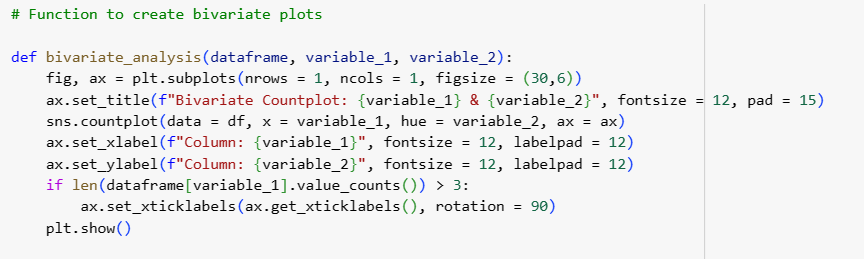 # Function to create bivariate plots
def bivariate_analysis(dataframe, variable_1, variable_2):
fig, ax = plt.subplots(nrows = 1, ncols = 1, figsize = (30,6))
ax.set_title(f"Bivariate Countplot: {variable_1} & {variable_2}", fontsize = 12, pad = 15)
sns.countplot(data = df, x = variable_1, hue = variable_2, ax = ax)
ax.set_xlabel(f"Column: {variable_1}", fontsize = 12, labelpad = 12)
ax.set_ylabel(f"Column: {variable_2}", fontsize = 12, labelpad = 12)
if len(dataframe[variable_1].value_counts()) > 3:
ax.set_xticklabels(ax.get_xticklabels(), rotation = 90)
plt.show()